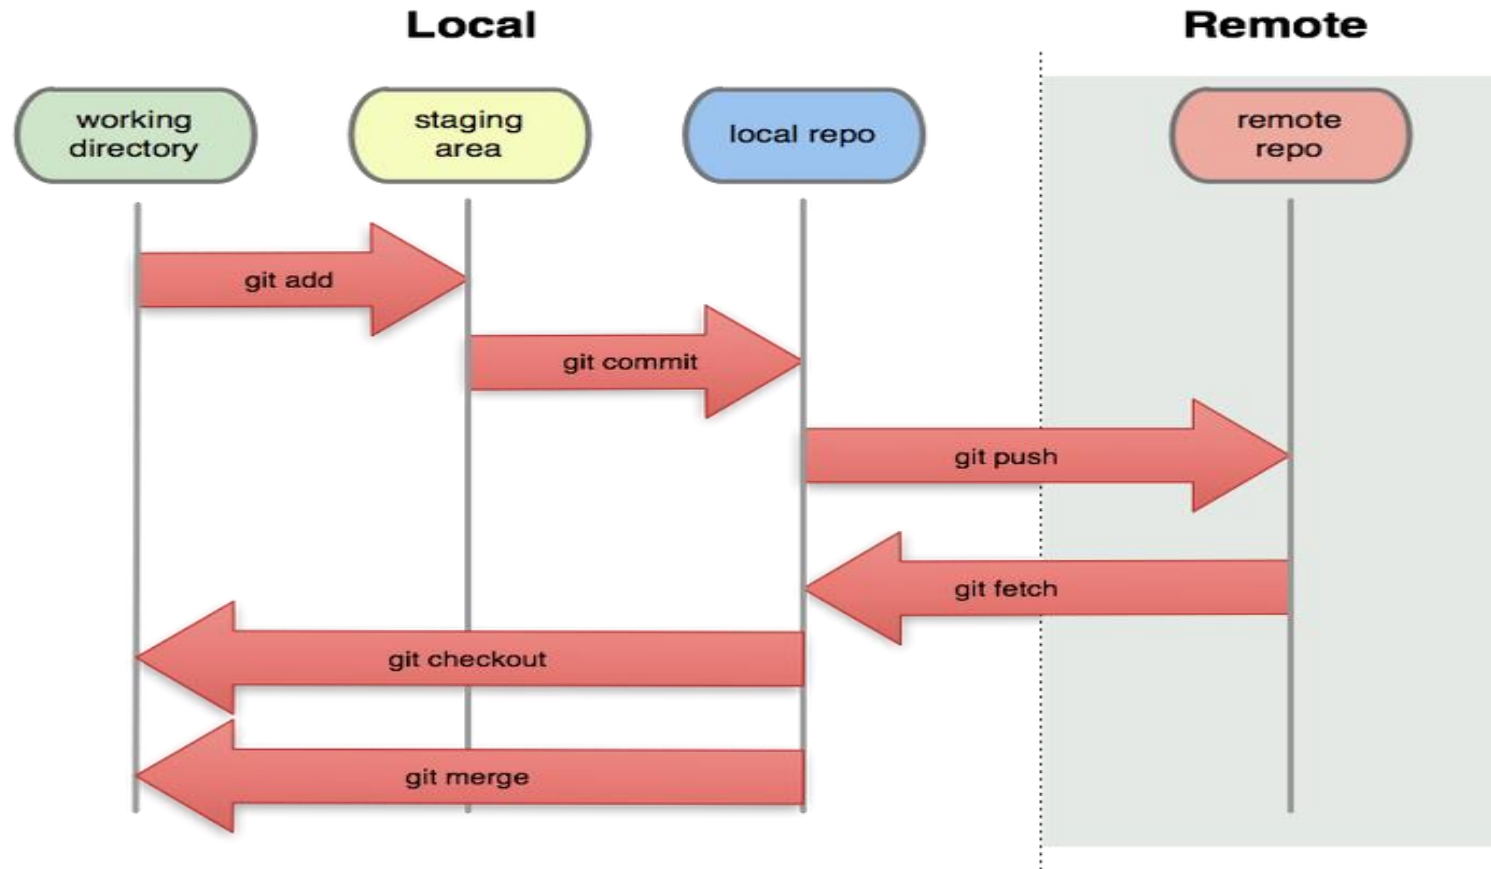 Local
Remote
working
directory
staging
area
local repo
remote
repo
git add
git commit
git push
git fetch
git checkout
git merge